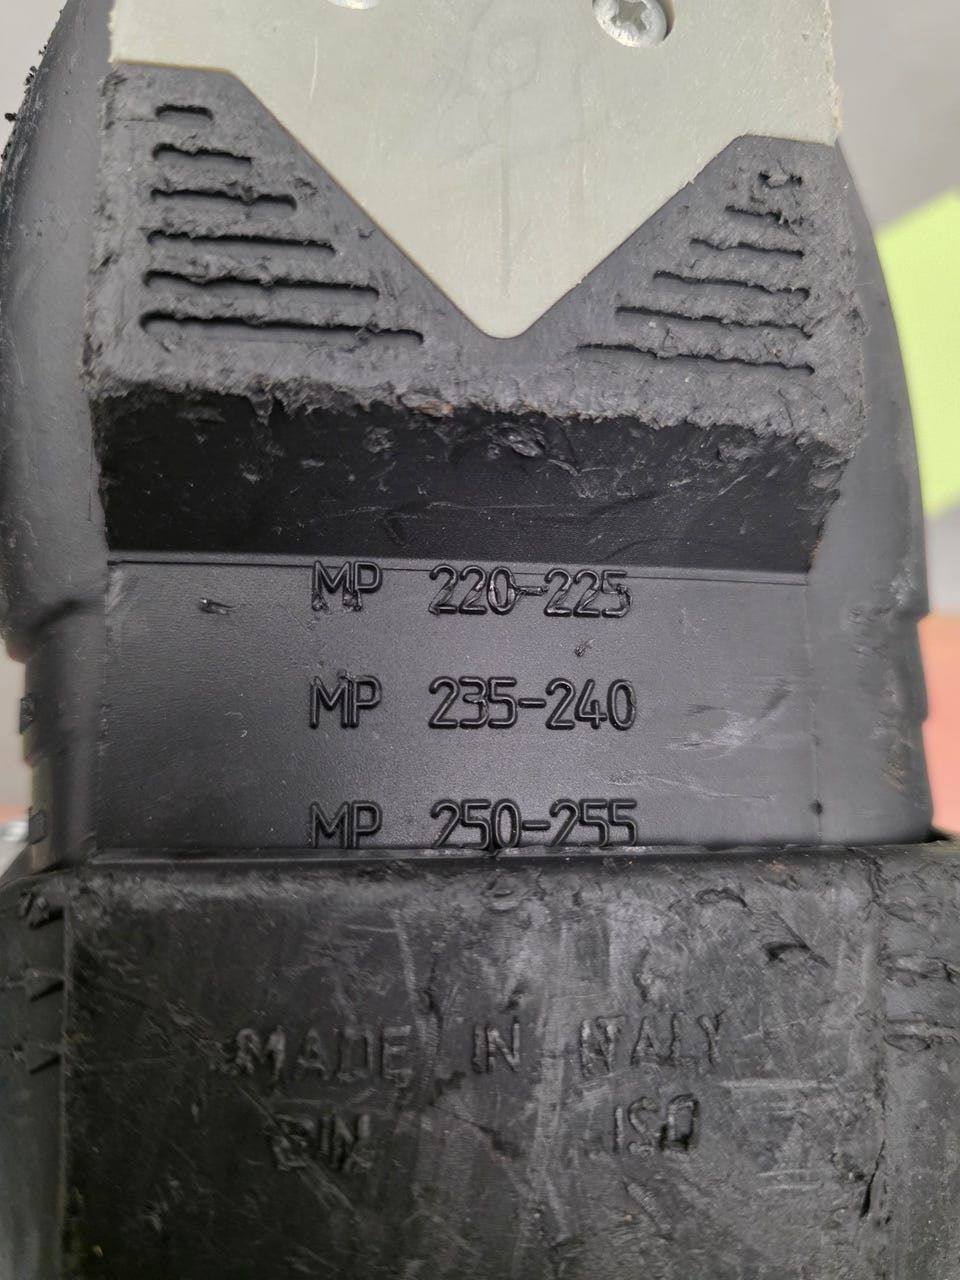 MP 220-225
MP 235-240
MP 250-255
MADE IN ITALY
DIN ISO